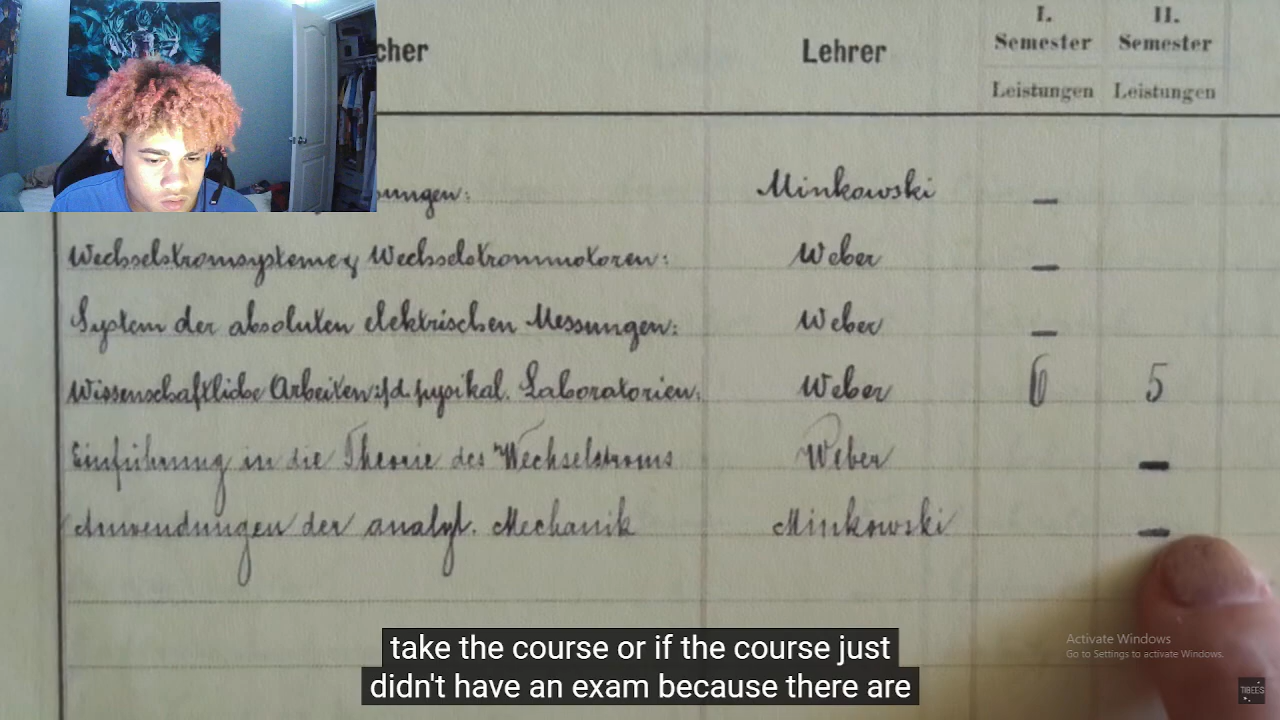 I. II.
cher Lehrer Semester Semester
Leistungen Leistungen
ungen: Minkowski –
Wechselstromsysteme & Wechselstrommotoren: Weber –
System der absoluten elektrischen Messungen: Weber –
Wissenschaftliche Arbeiten physikal. Laboratorien: Weber 6 5
Einführung in die Theorie des Wechselstroms Weber –
Anwendungen der analyt. Mechanik Minkowski –
take the course or if the course just
didn't have an exam because there are
Activate Windows
Go to Settings to activate Windows.
TIBEES